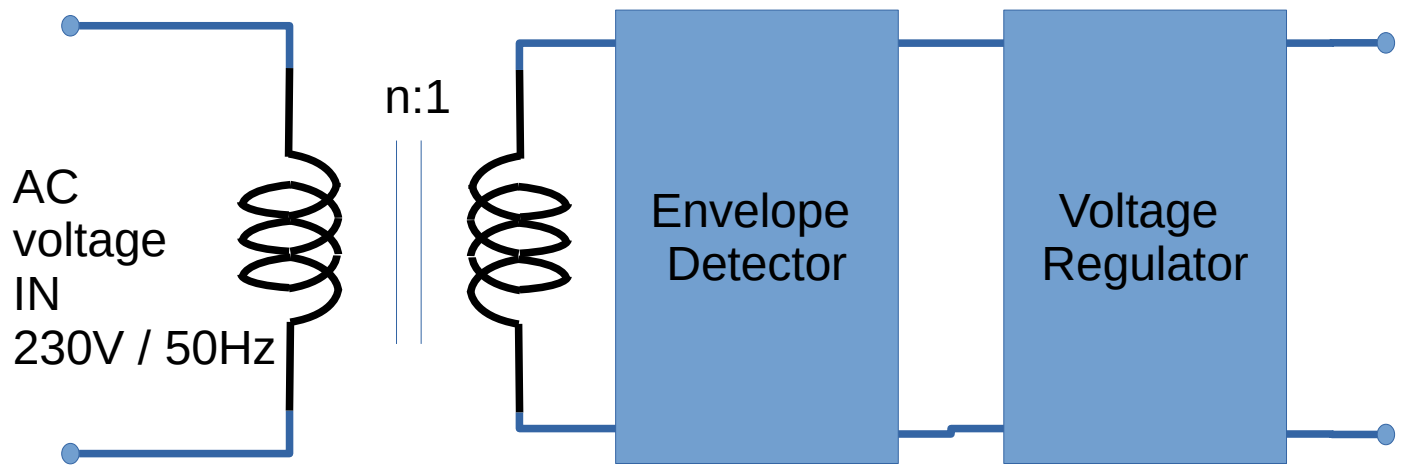 AC
voltage
IN
230V / 50Hz
n:1
Envelope
Detector
Voltage
Regulator